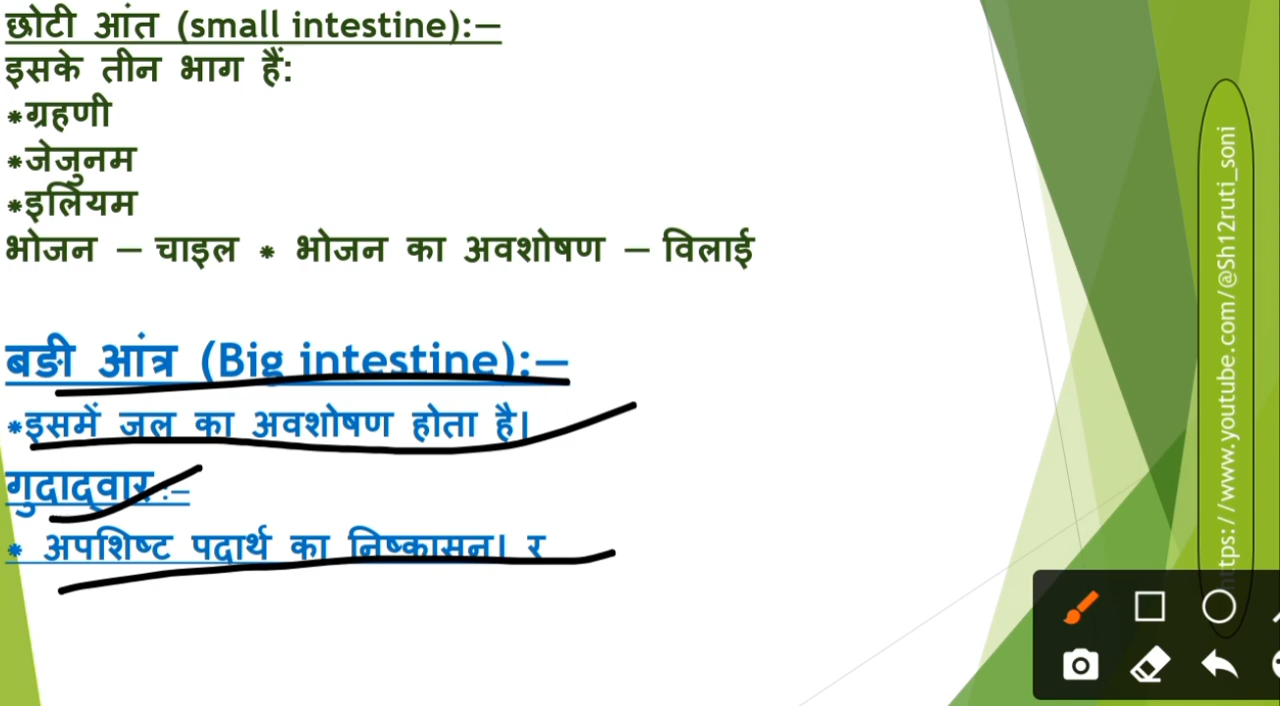 छोटी आंत (small intestine):—
इसके तीन भाग हैं:
*ग्रहणी
*जेजुनम
*इलियम
भोजन — चाइल * भोजन का अवशोषण — विलाई
बङी आंत्र (Big intestine):—
*इसमें जल का अवशोषण होता है।
गुदाद्वार :—
* अपशिष्ट पदार्थ का निष्कासन। र
https://www.youtube.com/@Sh12ruti_soni